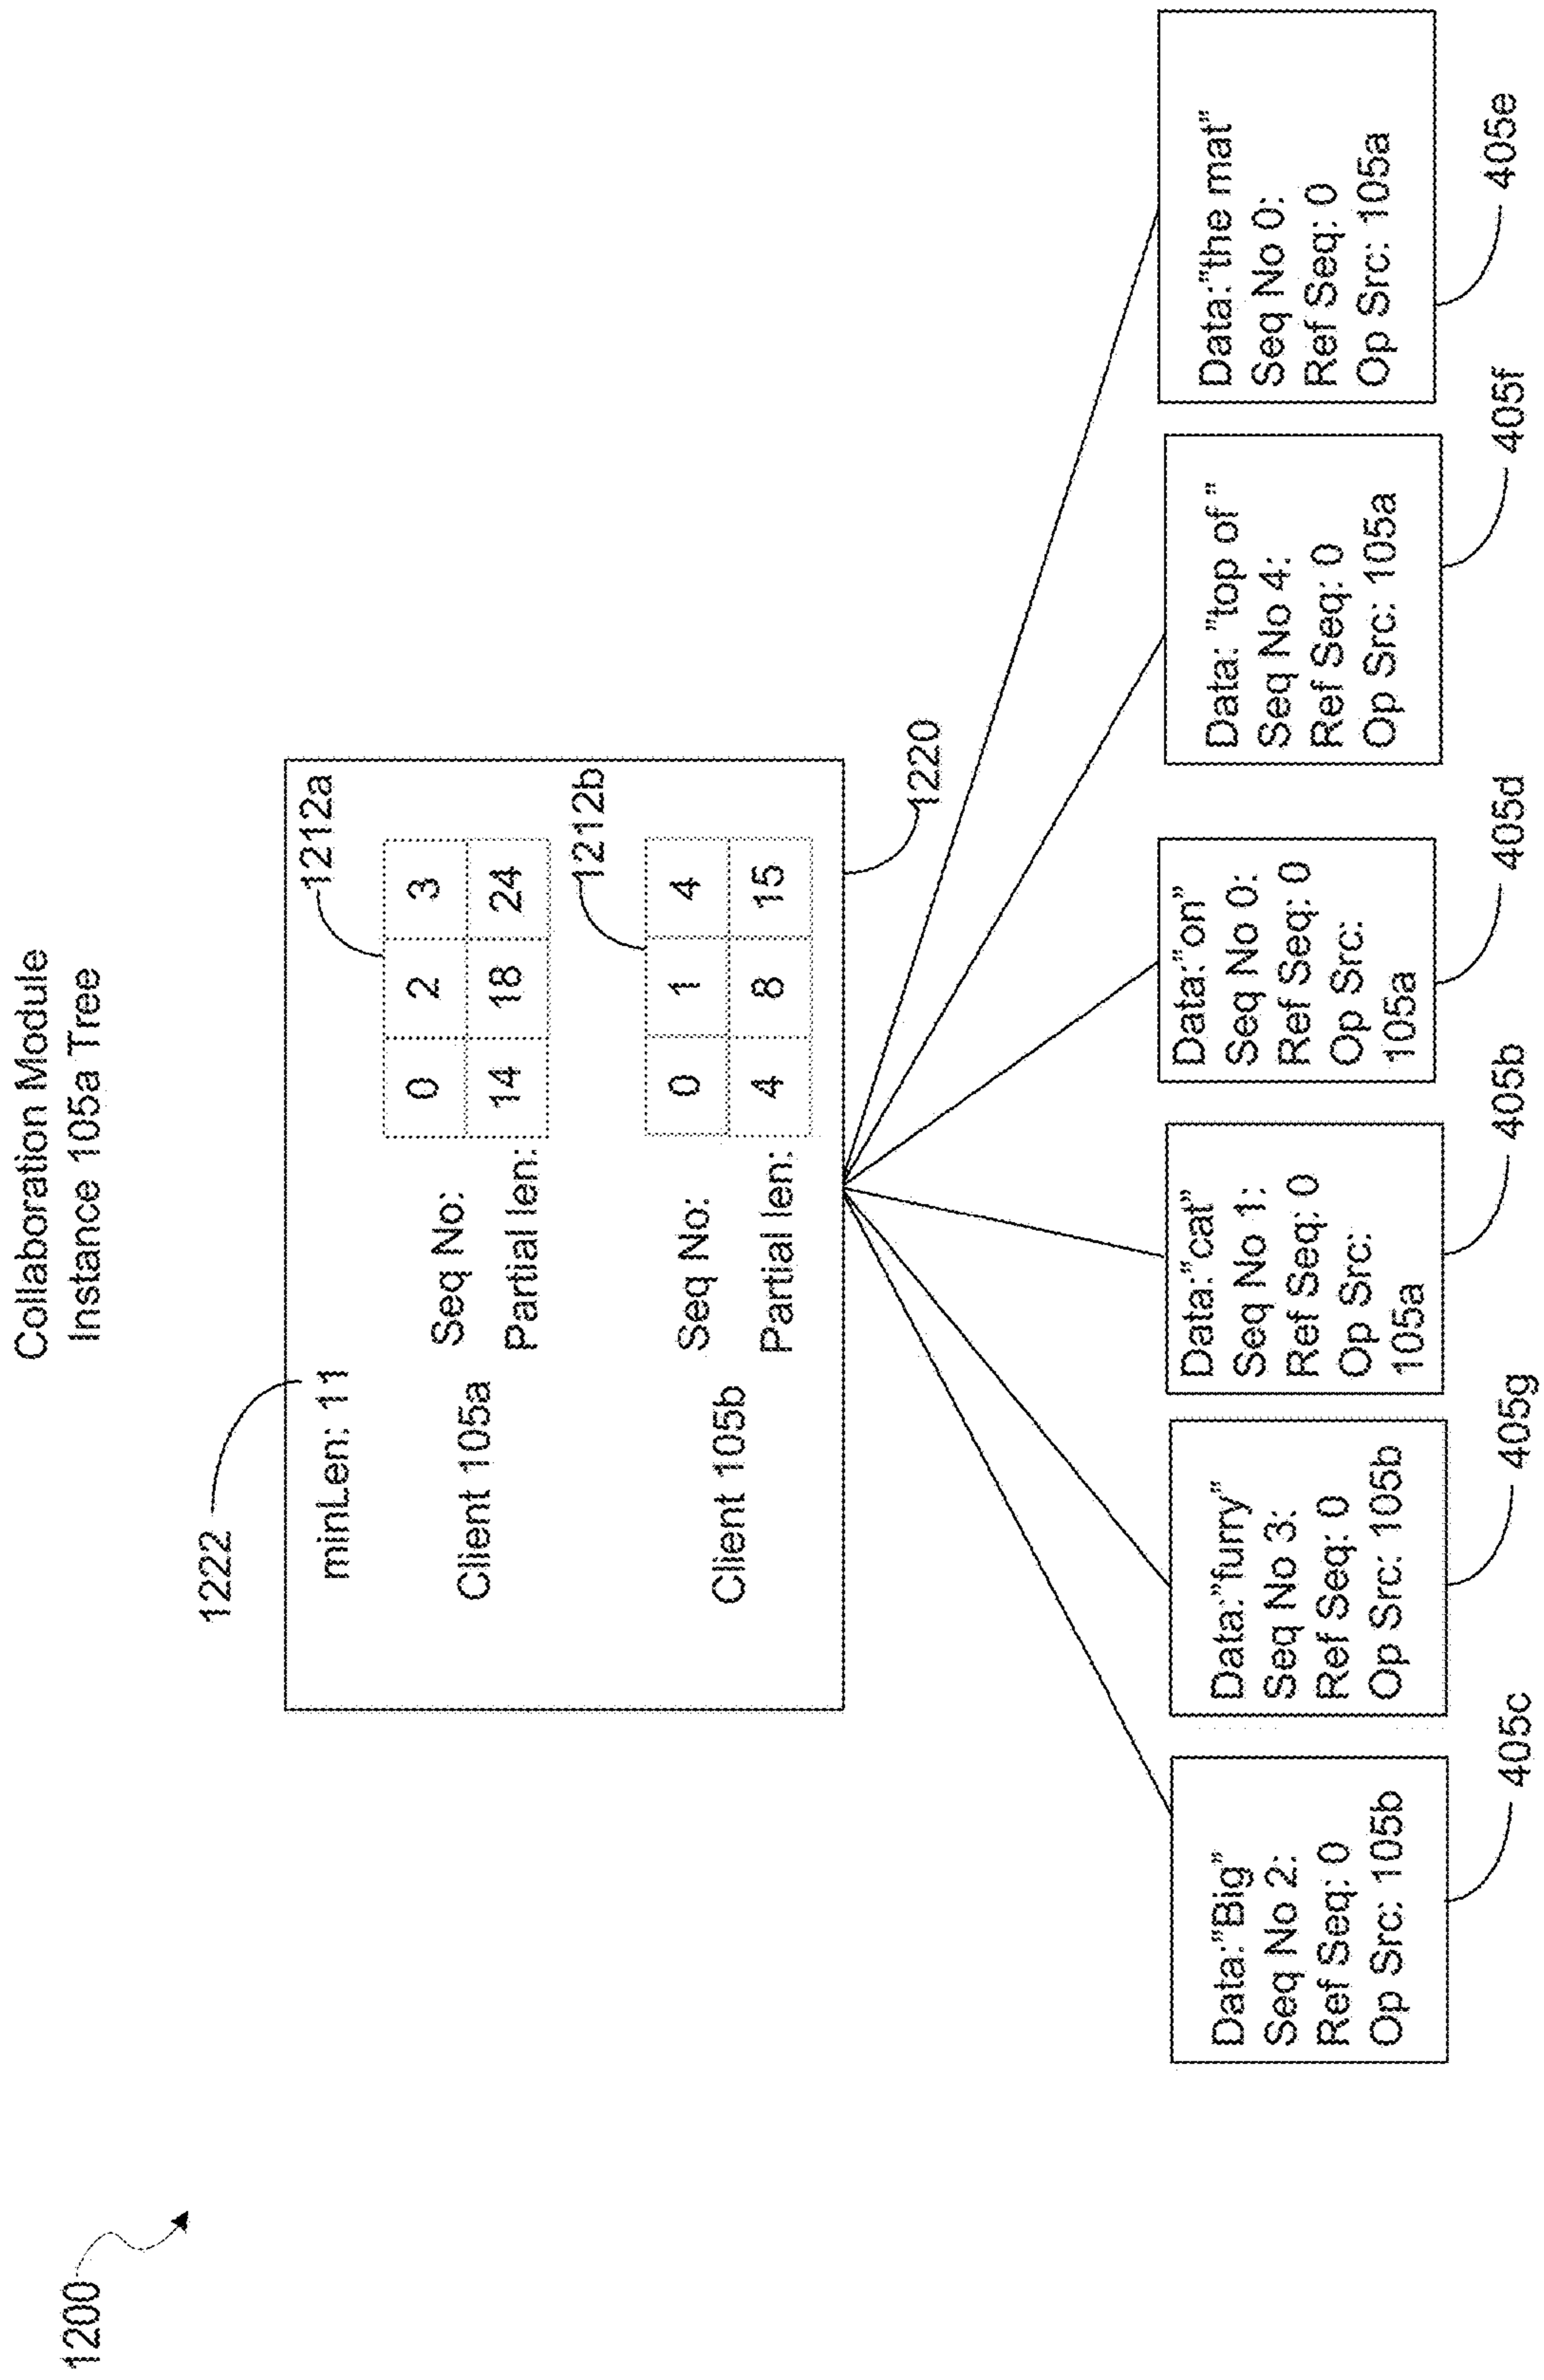 1200
Collaboration Module
Instance 105a Tree
1222
minLen: 11
1212a
Client 105a
Seq No:
0 2 3
Partial len:
14 18 24
1212b
Client 105b
Seq No:
0 1 4
Partial len:
4 8 15
1220
Data:"Big"
Seq No 2:
Ref Seq: 0
Op Src: 105b
405c
Data:"furry"
Seq No 3:
Ref Seq: 0
Op Src: 105b
405g
Data:"cat"
Seq No 1:
Ref Seq: 0
Op Src:
105a
405b
Data:"on"
Seq No 0:
Ref Seq: 0
Op Src:
105a
405d
Data: "top of "
Seq No 4:
Ref Seq: 0
Op Src: 105a
405f
Data:"the mat"
Seq No 0:
Ref Seq: 0
Op Src: 105a
405e